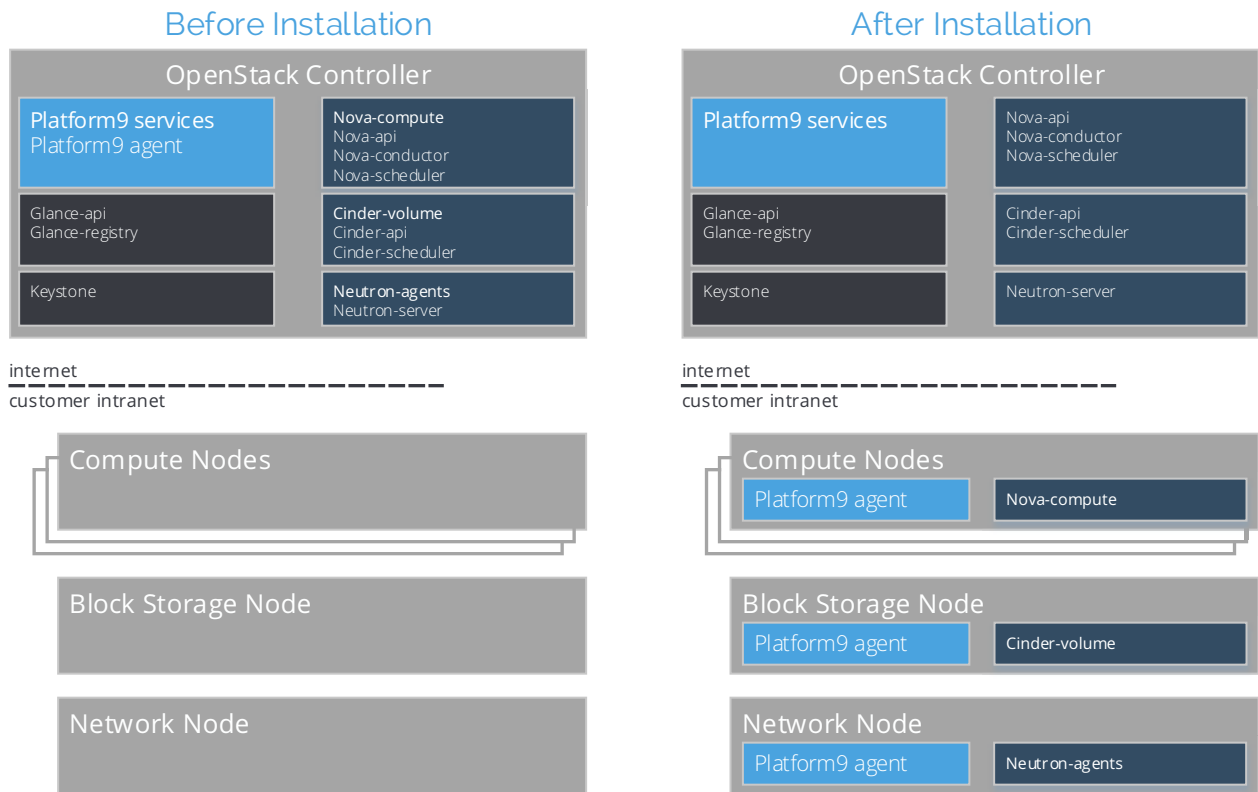 Before Installation
OpenStack Controller
Platform9 services
Platform9 agent
Nova-compute
Nova-api
Nova-conductor
Nova-scheduler
Glance-api
Glance-registry
Cinder-volume
Cinder-api
Cinder-scheduler
Keystone
Neutron-agents
Neutron-server
internet
customer intranet
Compute Nodes
Block Storage Node
Network Node
After Installation
OpenStack Controller
Platform9 services
Nova-api
Nova-conductor
Nova-scheduler
Glance-api
Glance-registry
Cinder-api
Cinder-scheduler
Keystone
Neutron-server
internet
customer intranet
Compute Nodes
Platform9 agent
Nova-compute
Block Storage Node
Platform9 agent
Cinder-volume
Network Node
Platform9 agent
Neutron-agents